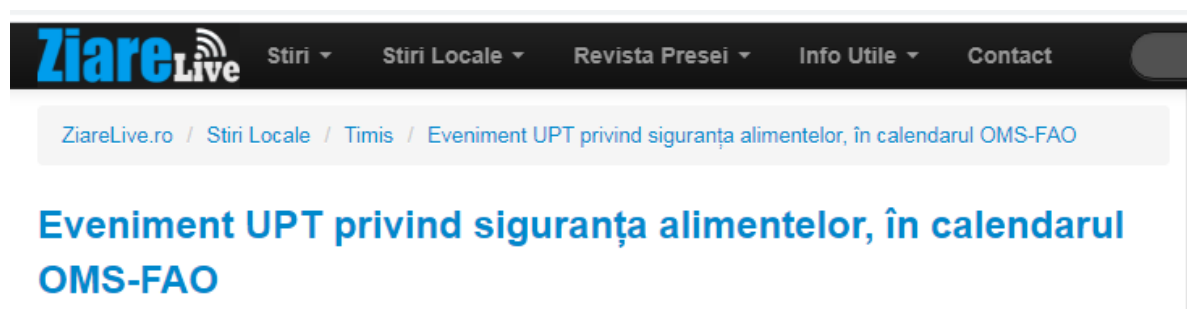 ZiareLive Stiri Stiri Locale Revista Presei Info Utile Contact
ZiareLive.ro / Stiri Locale / Timis / Eveniment UPT privind siguranța alimentelor, în calendarul OMS-FAO
Eveniment UPT privind siguranța alimentelor, în calendarul
OMS-FAO